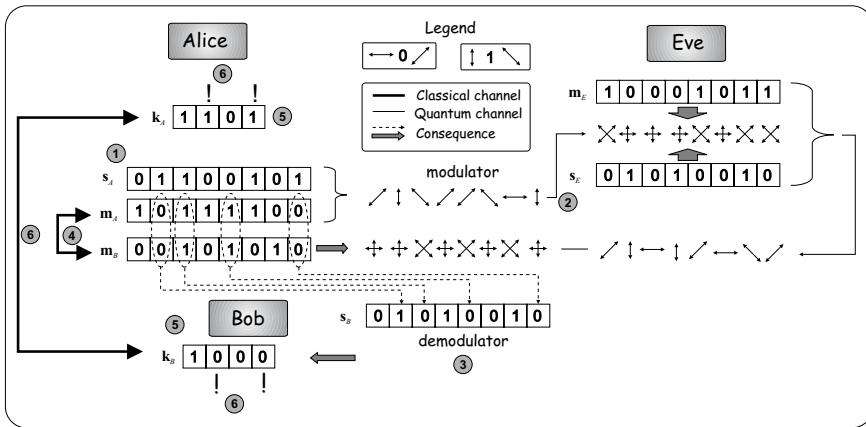 Alice
Legend
Eve
0
1
6
! !
Classical channel
Quantum channel
Consequence
m_E 1 0 0 0 1 0 1 1
k_A 1 1 0 1 5
1
s_A 0 1 1 0 0 1 0 1
modulator
s_E 0 1 0 1 0 0 1 0
2
m_A 1 0 1 1 1 1 0 0
6 4
m_B 0 0 1 0 1 0 1 0
5
Bob
s_B 0 1 0 1 0 0 1 0
demodulator
k_B 1 0 0 0
3
! !
6